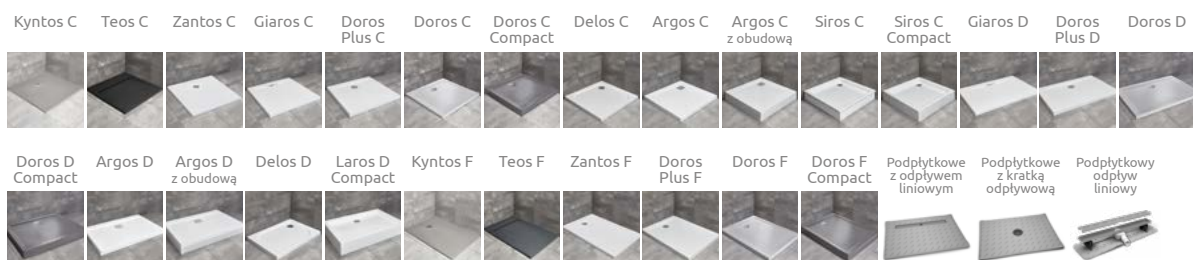 Kyntos C
Teos C
Zantos C
Giaros C
Doros
Plus C
Doros C
Doros C
Compact
Delos C
Argos C
Argos C
z obudową
Siros C
Siros C
Compact
Giaros D
Doros
Plus D
Doros D
Doros D
Compact
Argos D
Argos D
z obudową
Delos D
Laros D
Compact
Kyntos F
Teos F
Zantos F
Doros
Plus F
Doros F
Doros F
Compact
Podpłytkowe
z odpływem
liniowym
Podpłytkowe
z kratką
odpływową
Podpłytkowy
odpływ
liniowy